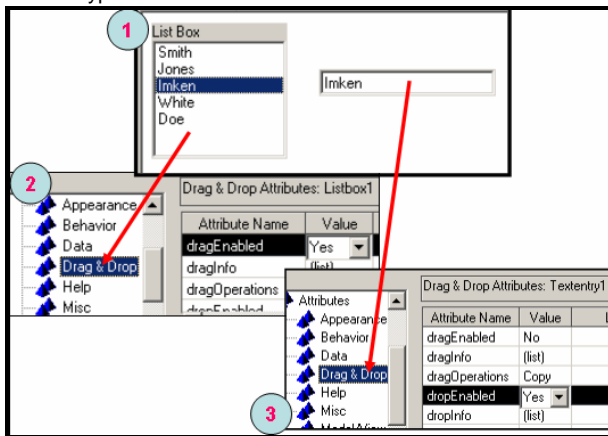 1
List Box
Smith
Jones
Imken
White
Doe
Imken
2
Appearance
Behavior
Data
Drag & Drop
Help
Misc
Drag & Drop Attributes: Listbox1
Attribute Name Value
dragEnabled Yes
dragInfo (list)
dragOperations
dropEnabled
3
Attributes
Appearance
Behavior
Data
Drag & Drop
Help
Misc
Drag & Drop Attributes: Textentry1
Attribute Name Value
dragEnabled No
dragInfo (list)
dragOperations Copy
dropEnabled Yes
dropInfo (list)